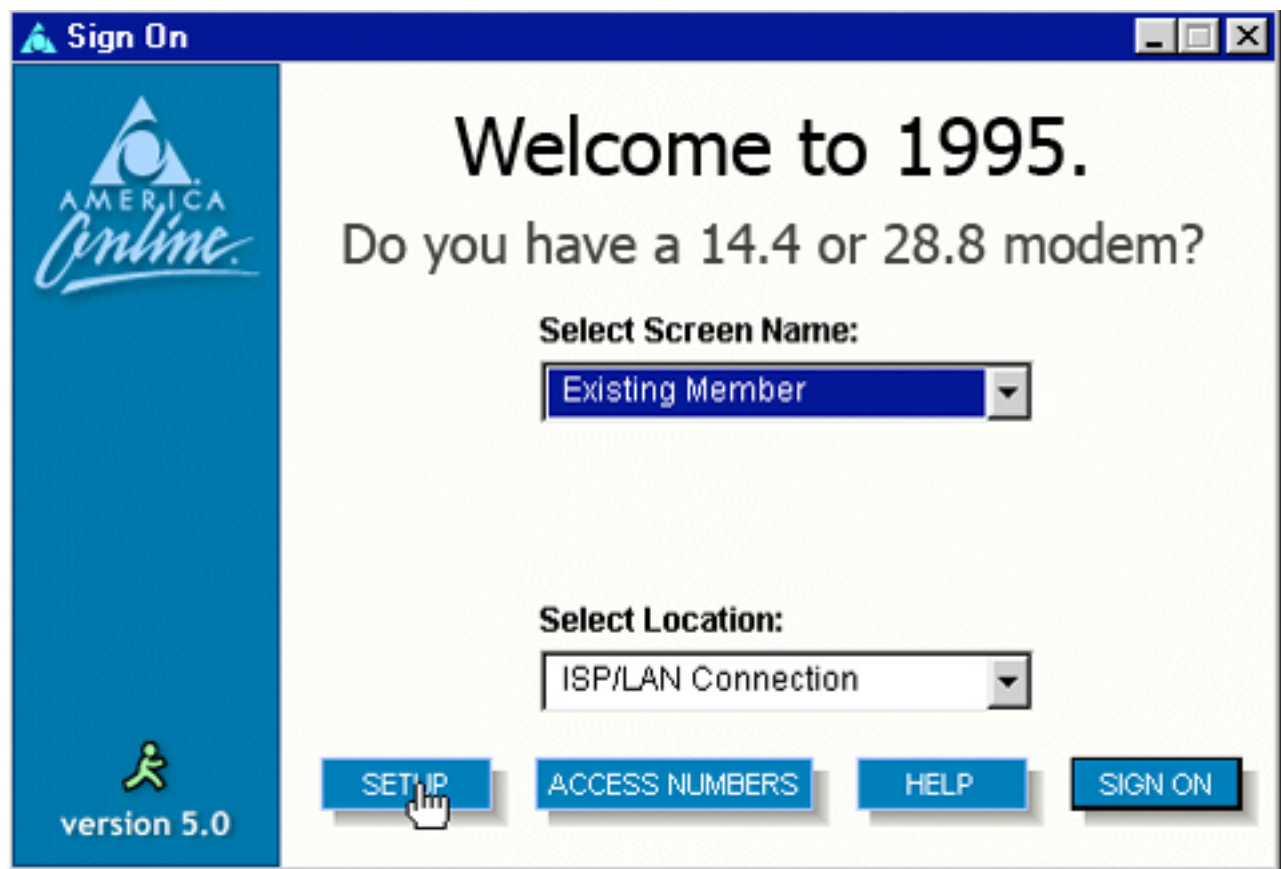 Sign On
AMERICA
Online
Welcome to 1995.
Do you have a 14.4 or 28.8 modem?
Select Screen Name:
Existing Member
Select Location:
ISP/LAN Connection
SETUP
ACCESS NUMBERS
HELP
SIGN ON
version 5.0